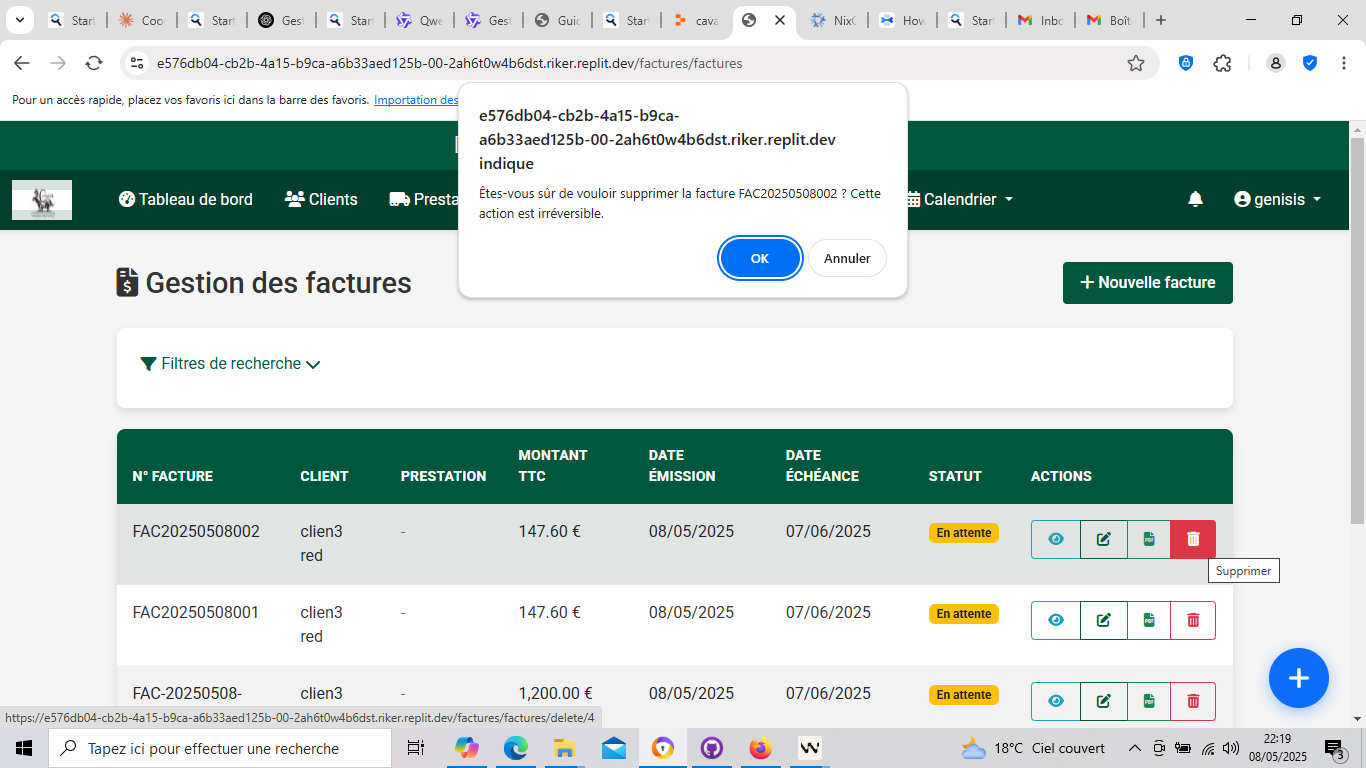 Start
Coo
Start
Gest
Start
Qwe
Gest
Guid
Start
cava
NixO
How
Start
Inbo
Boît
e576db04-cb2b-4a15-b9ca-a6b33aed125b-00-2ah6t0w4b6dst.riker.replit.dev/factures/factures
Pour un accès rapide, placez vos favoris ici dans la barre des favoris. Importation des
e576db04-cb2b-4a15-b9ca-
a6b33aed125b-00-2ah6t0w4b6dst.riker.replit.dev
indique
Êtes-vous sûr de vouloir supprimer la facture FAC20250508002 ? Cette
action est irréversible.
OK Annuler
Tableau de bord Clients Presta Calendrier genisis
Gestion des factures
+ Nouvelle facture
Filtres de recherche
N° FACTURE CLIENT PRESTATION MONTANT TTC DATE ÉMISSION DATE ÉCHÉANCE STATUT ACTIONS
FAC20250508002 clien3 red - 147.60 € 08/05/2025 07/06/2025 En attente
Supprimer
FAC20250508001 clien3 red - 147.60 € 08/05/2025 07/06/2025 En attente
FAC-20250508- clien3 - 1,200.00 € 08/05/2025 07/06/2025 En attente
https://e576db04-cb2b-4a15-b9ca-a6b33aed125b-00-2ah6t0w4b6dst.riker.replit.dev/factures/factures/delete/4
Tapez ici pour effectuer une recherche
18°C Ciel couvert
22:19
08/05/2025
3